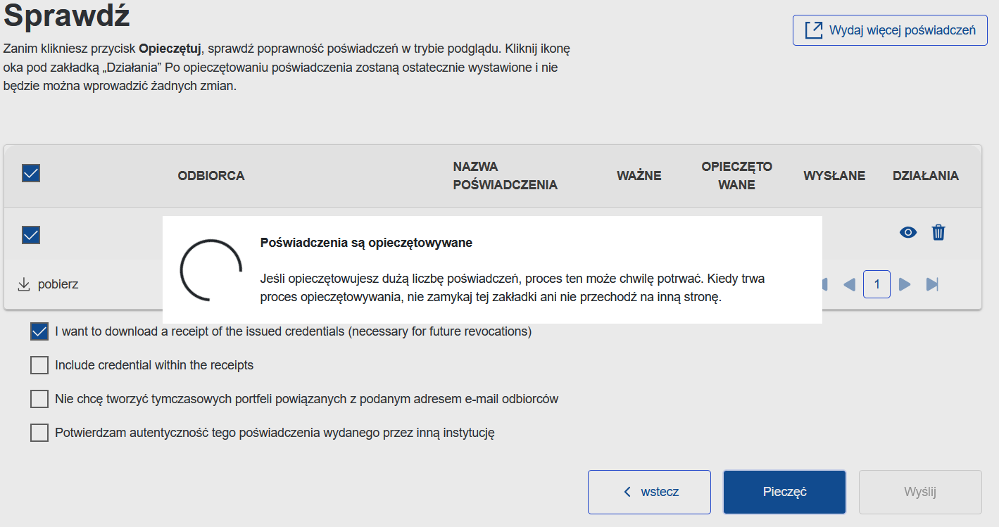 Sprawdź
Wydaj więcej poświadczeń
Zanim klikniesz przycisk Opieczętuj, sprawdź poprawność poświadczeń w trybie podglądu. Kliknij ikonę
oka pod zakładką „Działania” Po opieczętowaniu poświadczenia zostaną ostatecznie wystawione i nie
będzie można wprowadzić żadnych zmian.
ODBIORCA
NAZWA
POŚWIADCZENIA
WAŻNE
OPIECZĘTO
WANE
WYSŁANE
DZIAŁANIA
Poświadczenia są opieczętowywane
Jeśli opieczętowujesz dużą liczbę poświadczeń, proces ten może chwilę potrwać. Kiedy trwa
proces opieczętowywania, nie zamykaj tej zakładki ani nie przechodź na inną stronę.
pobierz
1
I want to download a receipt of the issued credentials (necessary for future revocations)
Include credential within the receipts
Nie chcę tworzyć tymczasowych portfeli powiązanych z podanym adresem e-mail odbiorców
Potwierdzam autentyczność tego poświadczenia wydanego przez inną instytucję
wstecz
Pieczęć
Wyślij